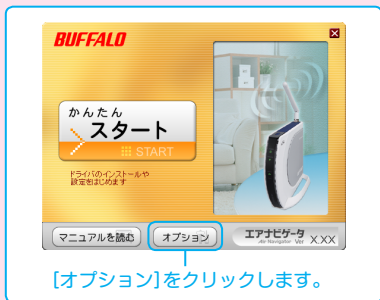 BUFFALO
かんたん
スタート
START
ドライバのインストールや
設定をはじめます
マニュアルを読む
オプション
エアナビゲータ
Air Navigator Ver X.XX
[オプション]をクリックします。